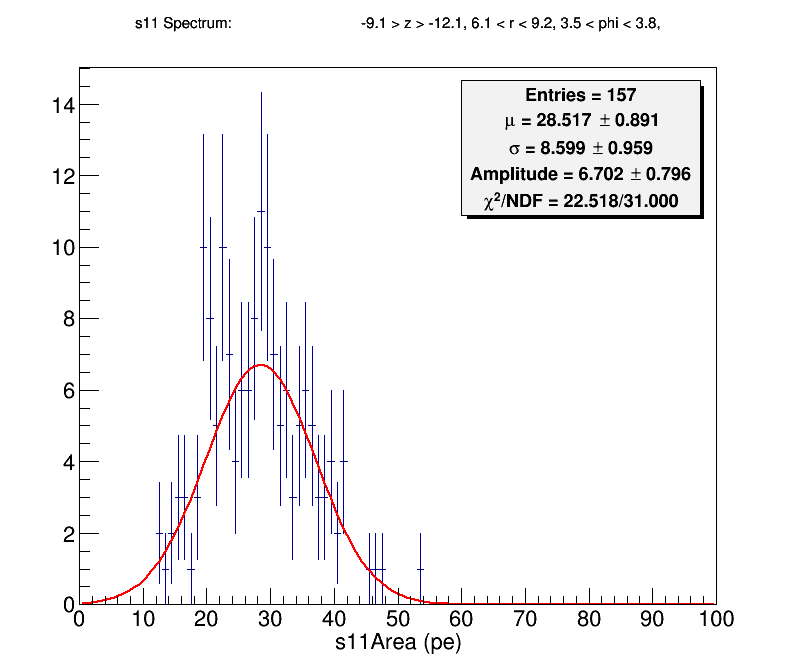 s11 Spectrum: -9.1 > z > -12.1, 6.1 < r < 9.2, 3.5 < phi < 3.8,
Entries = 157
μ = 28.517 ± 0.891
σ = 8.599 ± 0.959
Amplitude = 6.702 ± 0.796
χ²/NDF = 22.518/31.000
14
12
10
8
6
4
2
0
0 10 20 30 40 50 60 70 80 90 100
s11Area (pe)